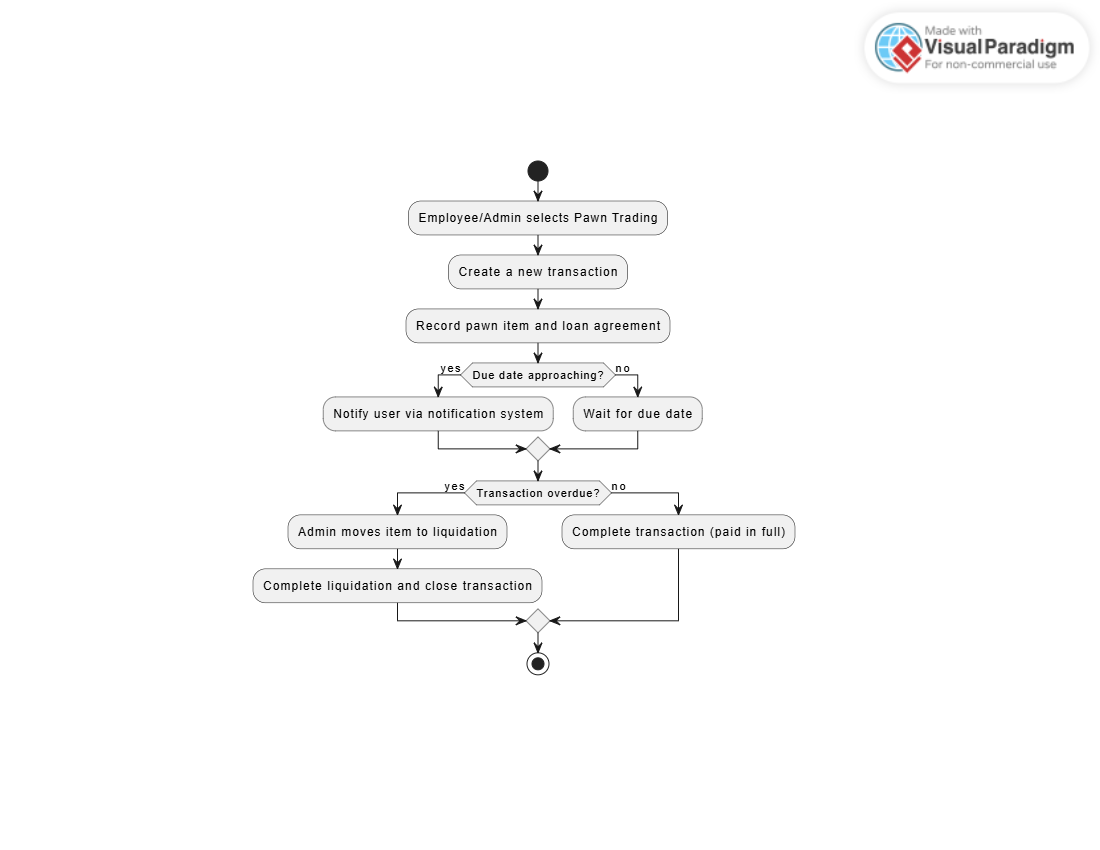 Made with
Visual Paradigm
For non-commercial use
Employee/Admin selects Pawn Trading
Create a new transaction
Record pawn item and loan agreement
yes
Due date approaching?
no
Notify user via notification system
Wait for due date
yes
Transaction overdue?
no
Admin moves item to liquidation
Complete transaction (paid in full)
Complete liquidation and close transaction